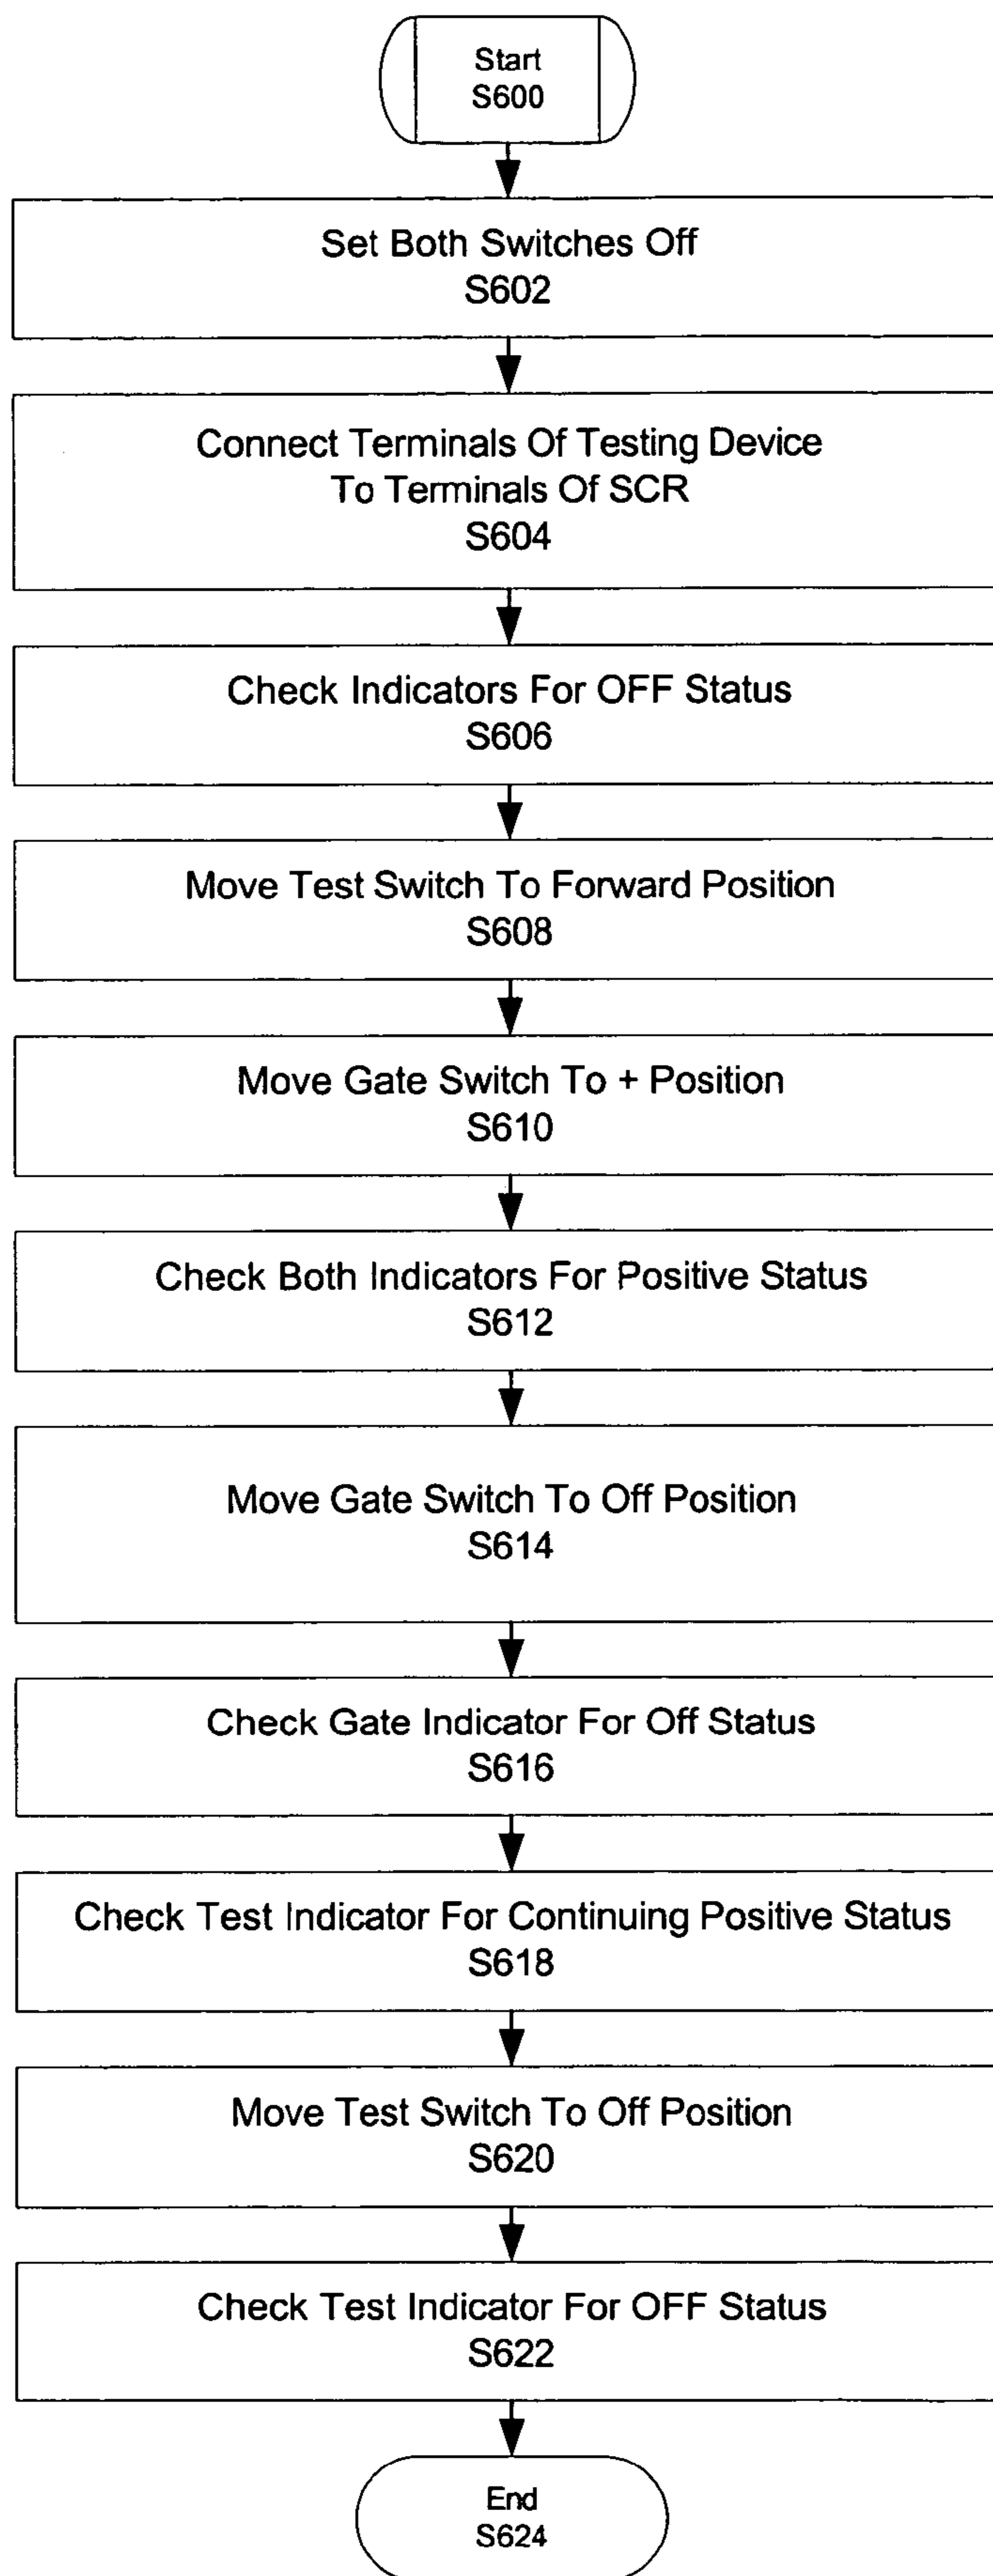 Start
S600
Set Both Switches Off
S602
Connect Terminals Of Testing Device
To Terminals Of SCR
S604
Check Indicators For OFF Status
S606
Move Test Switch To Forward Position
S608
Move Gate Switch To + Position
S610
Check Both Indicators For Positive Status
S612
Move Gate Switch To Off Position
S614
Check Gate Indicator For Off Status
S616
Check Test Indicator For Continuing Positive Status
S618
Move Test Switch To Off Position
S620
Check Test Indicator For OFF Status
S622
End
S624